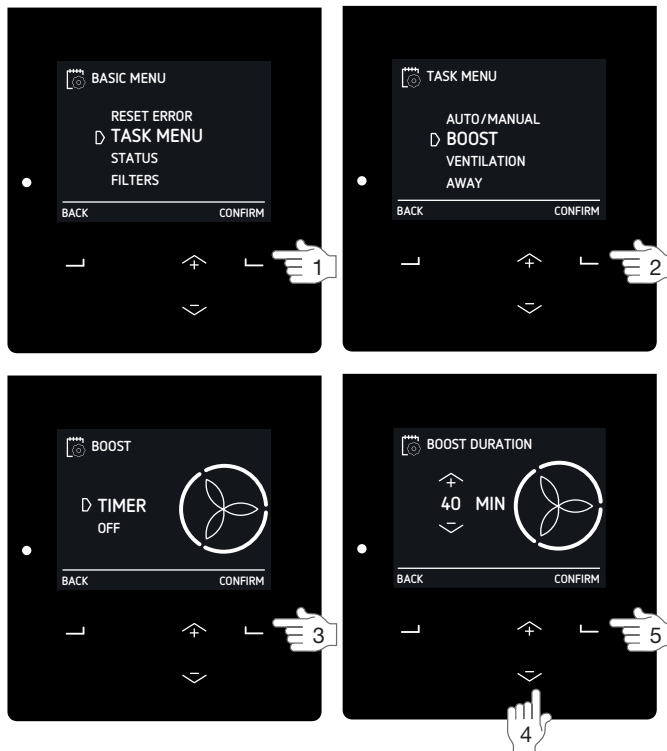 BASIC MENU
RESET ERROR
TASK MENU
STATUS
FILTERS
BACK CONFIRM
+
1
-
TASK MENU
AUTO/MANUAL
BOOST
VENTILATION
AWAY
BACK CONFIRM
+
2
-
BOOST
TIMER
OFF
BACK CONFIRM
+
3
-
BOOST DURATION
+
40 MIN
-
BACK CONFIRM
+
5
-
4